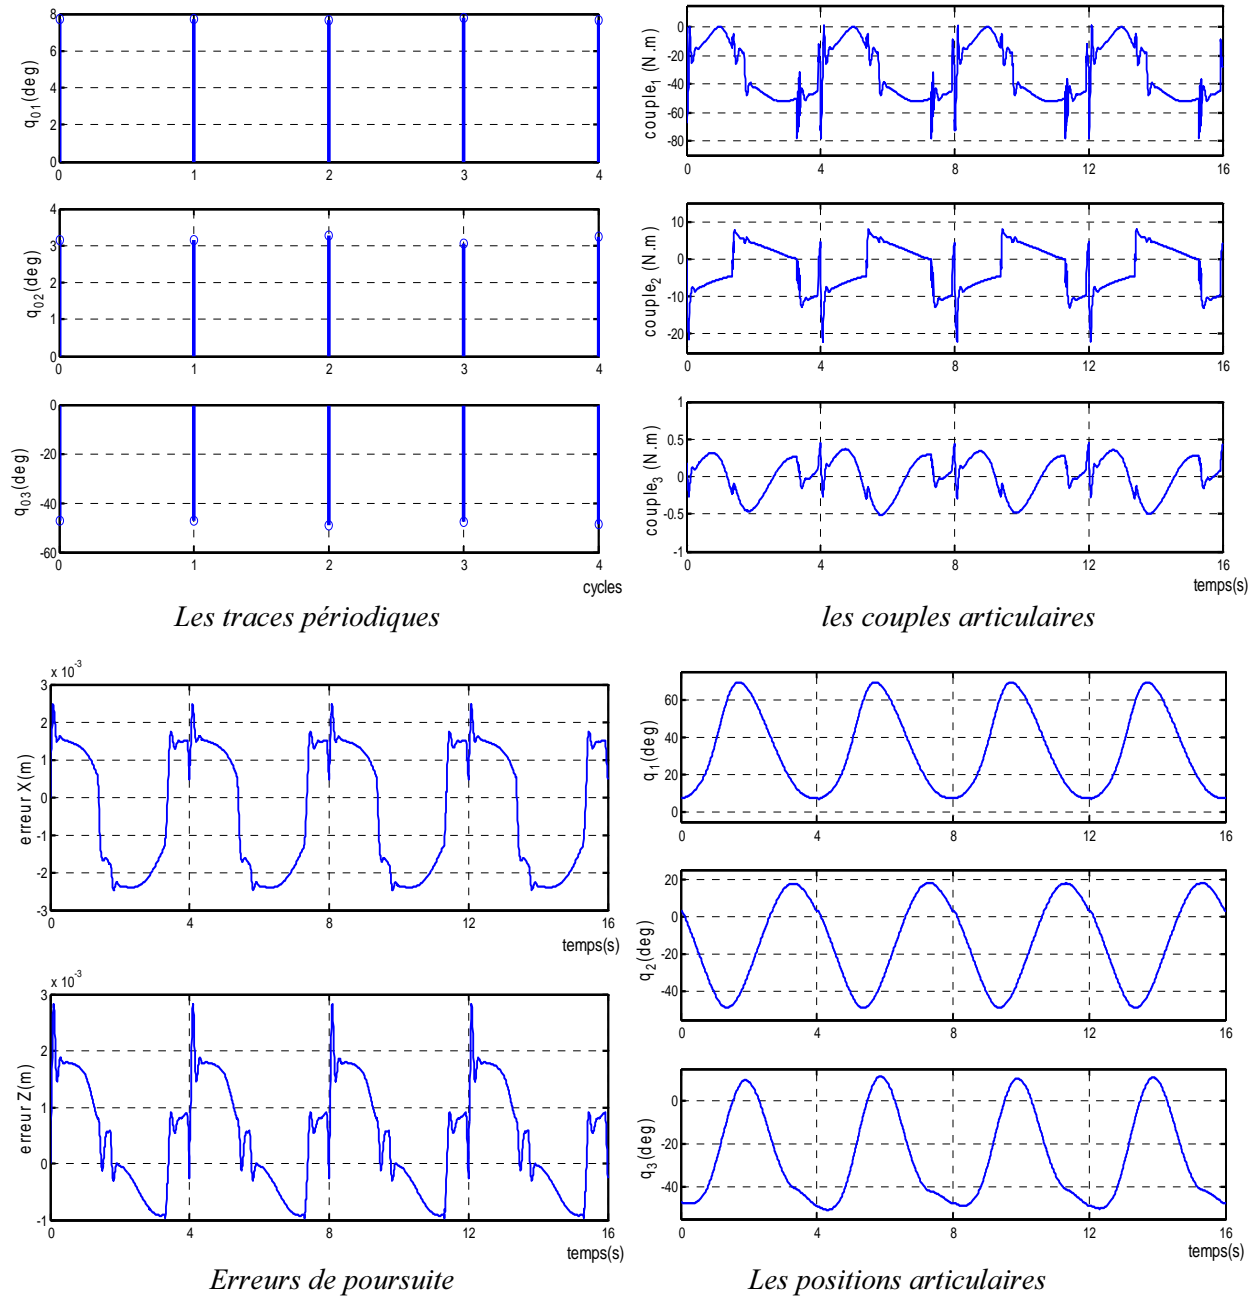 8
6
4
2
0
q01(deg)
0 1 2 3 4
4
3
2
1
0
q02(deg)
0 1 2 3 4
0
-20
-40
-60
q03(deg)
0 1 2 3 4
cycles
Les traces périodiques
0
-20
-40
-60
-80
couple1 (N.m)
0 4 8 12 16
10
0
-10
-20
couple2 (N.m)
0 4 8 12 16
1
0.5
0
-0.5
-1
couple3 (N.m)
0 4 8 12 16
temps(s)
les couples articulaires
x 10-3
3
2
1
0
-1
-2
-3
erreur X(m)
0 4 8 12 16
temps(s)
x 10-3
3
2
1
0
-1
erreur Z(m)
0 4 8 12 16
temps(s)
Erreurs de poursuite
60
40
20
0
q1(deg
0 4 8 12 16
20
0
-20
-40
q2(deg)
0 4 8 12 16
0
-20
-40
q3(deg)
0 4 8 12 16
temps(s)
Les positions articulaires